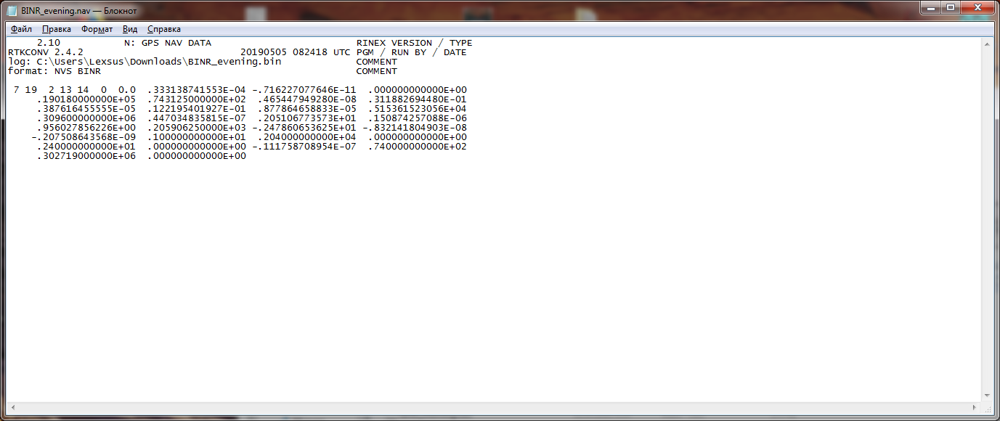 BINR_evening.nav — Блокнот
Файл Правка Формат Вид Справка
2.10 N: GPS NAV DATA RINEX VERSION / TYPE
RTKCONV 2.4.2 20190505 082418 UTC PGM / RUN BY / DATE
log: C:\Users\Lexsus\Downloads\BINR_evening.bin COMMENT
format: NVS BINR COMMENT
7 19 2 13 14 0 0.0 .333138741553E-04 -.716227077646E-11 .000000000000E+00
.190180000000E+05 .743125000000E+02 .465447949280E-08 .311882694480E-01
.387616455555E-05 .122195401927E-01 .877864658833E-05 .515361523056E+04
.309600000000E+06 .447034835815E-07 .205106773573E+01 .150874257088E-06
.956027856226E+00 .205906250000E+03 -.247860653625E+01 -.832141804903E-08
-.207508643568E-09 .100000000000E+01 .204000000000E+04 .000000000000E+00
.240000000000E+01 .000000000000E+00 -.111758708954E-07 .740000000000E+02
.302719000000E+06 .000000000000E+00